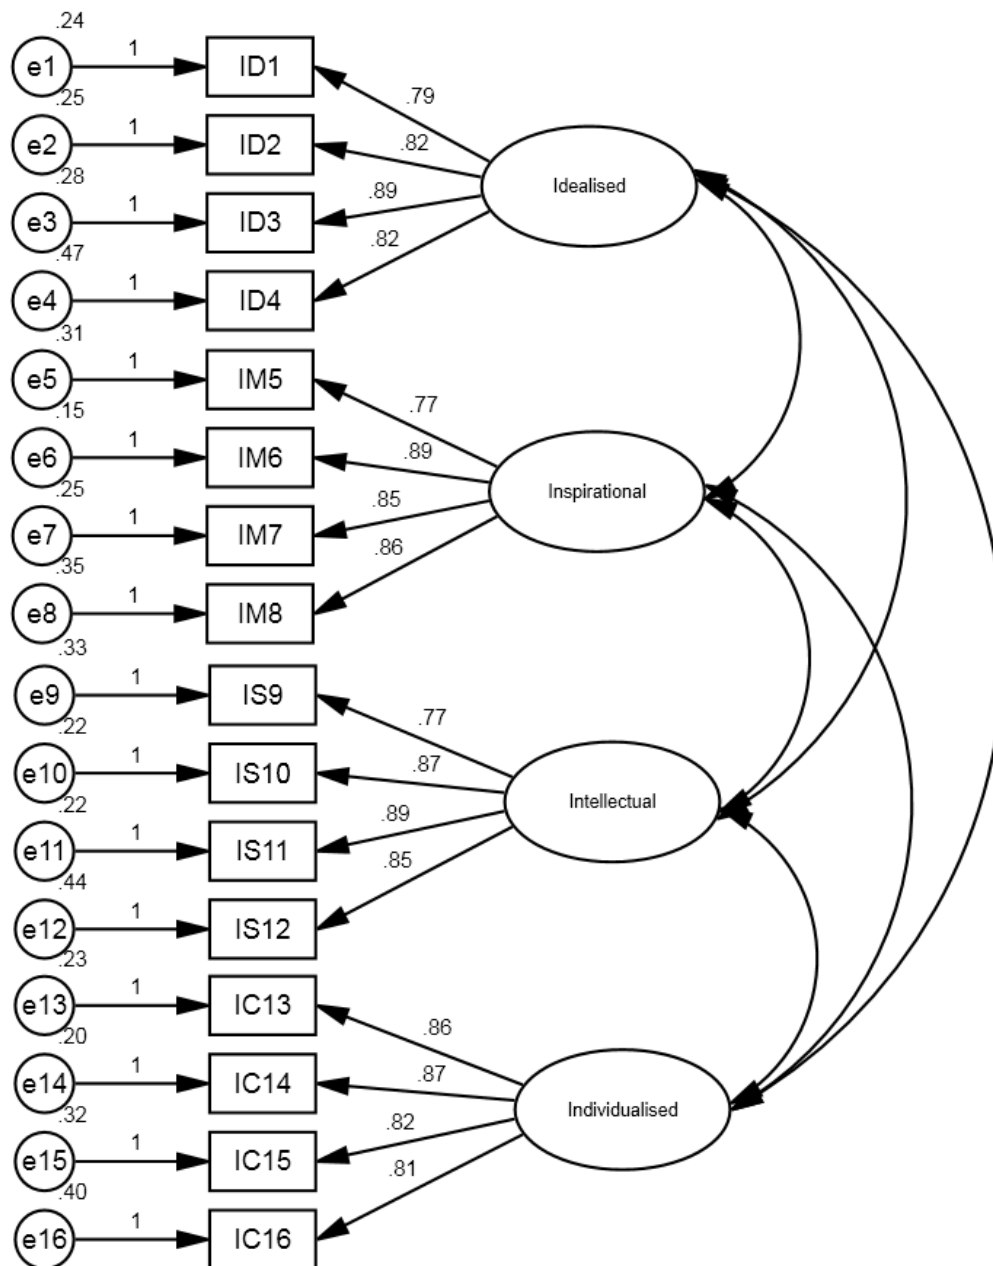 .24
e1 1 ID1
.79
.25
e2 1 ID2
.82
Idealised
.28
e3 1 ID3
.89
.47
e4 1 ID4
.82
.31
e5 1 IM5
.77
.15
e6 1 IM6
.89
Inspirational
.25
e7 1 IM7
.85
.35
e8 1 IM8
.86
.33
e9 1 IS9
.77
.22
e10 1 IS10
.87
Intellectual
.22
e11 1 IS11
.89
.44
e12 1 IS12
.85
.23
e13 1 IC13
.86
.20
e14 1 IC14
.87
Individualised
.32
e15 1 IC15
.82
.40
e16 1 IC16
.81